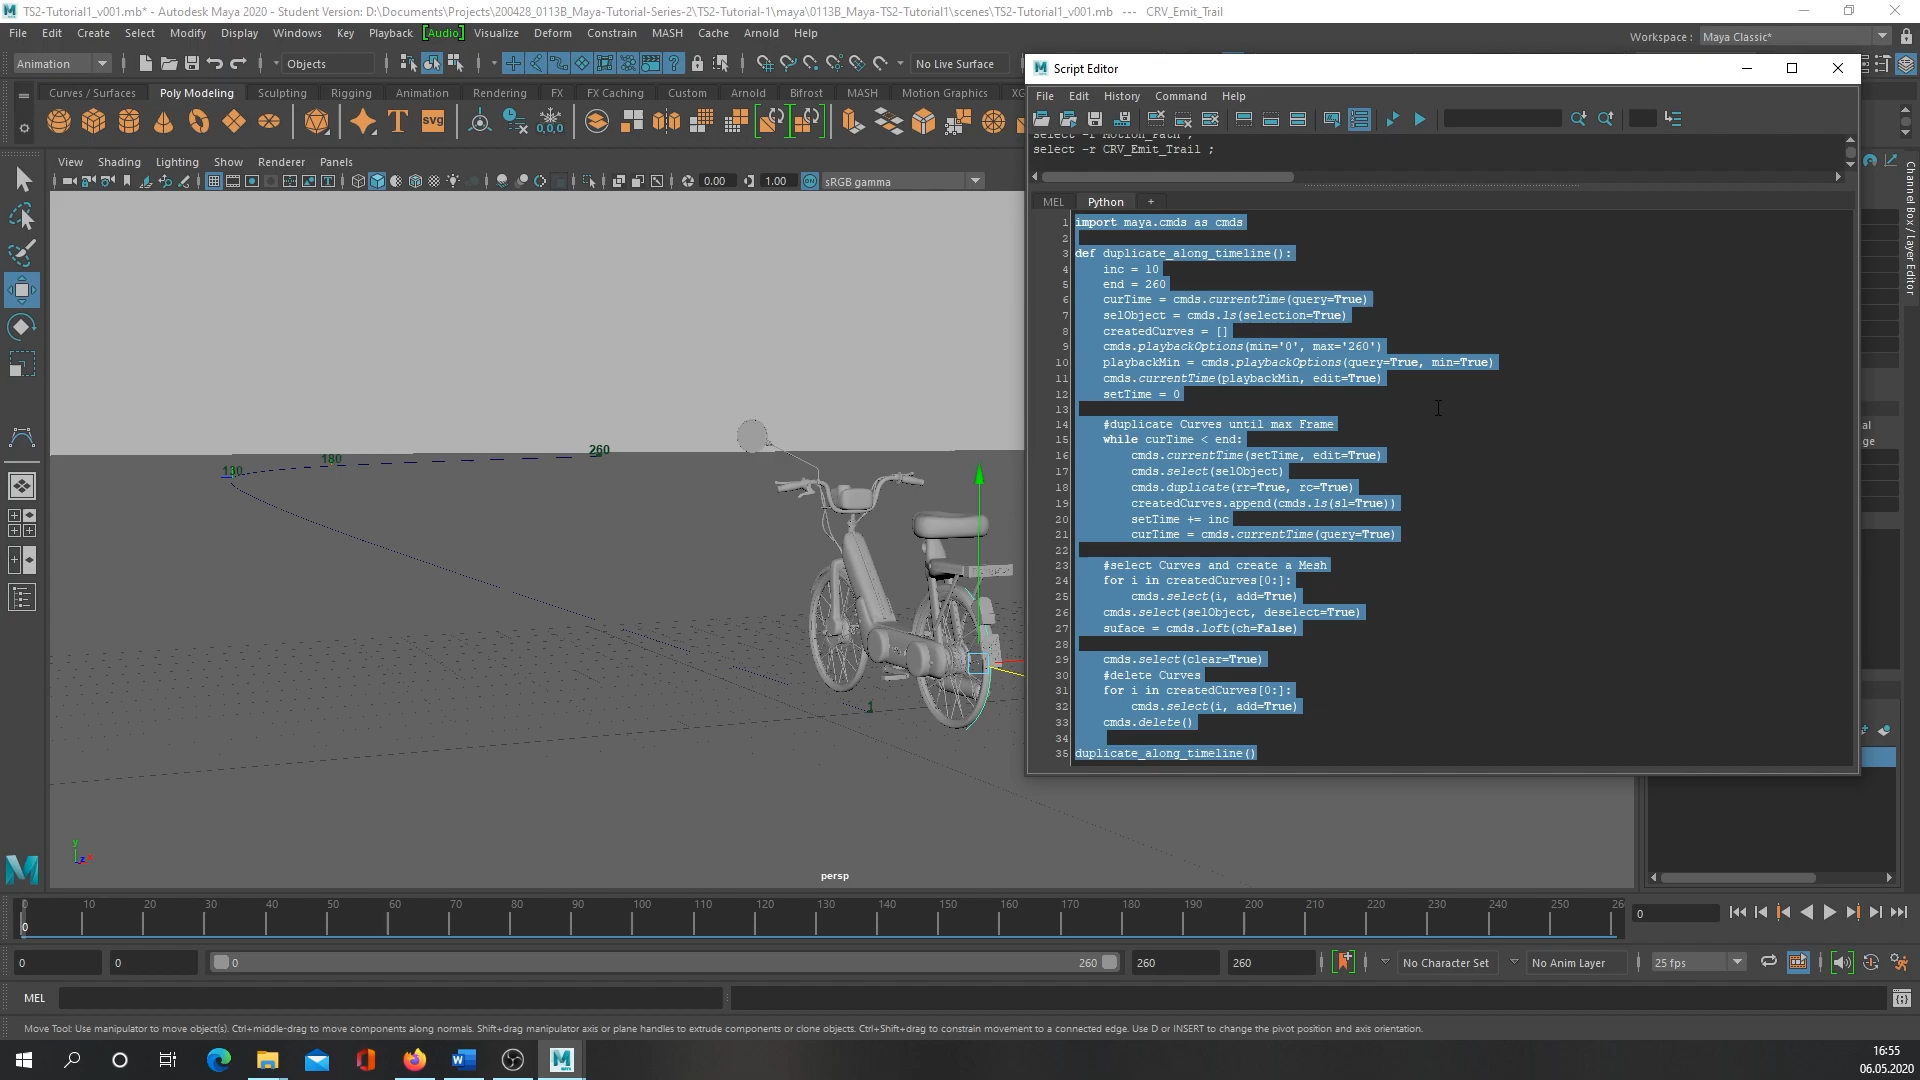 TS2-Tutorial1_v001.mb* - Autodesk Maya 2020 - Student Version: D:\Documents\Projects\200428_0113B_Maya-Tutorial-Series-2\TS2-Tutorial-1\maya\0113B_Maya-TS2-Tutorial1\scenes\TS2-Tutorial1_v001.mb --- CRV_Emit_Trail
File Edit Create Select Modify Display Windows Key Playback [Audio] Visualize Deform Constrain MASH Cache Arnold Help
Workspace : Maya Classic*
Animation Objects No Live Surface
Curves / Surfaces Poly Modeling Sculpting Rigging Animation Rendering FX FX Caching Custom Arnold Bifrost MASH Motion Graphics XG
SVG 0,0,0
View Shading Lighting Show Renderer Panels
0.00 1.00 sRGB gamma
Script Editor
File Edit History Command Help
select -r Motion_Path ;
select -r CRV_Emit_Trail ;
MEL Python +
1 import maya.cmds as cmds
2
3 def duplicate_along_timeline():
4 inc = 10
5 end = 260
6 curTime = cmds.currentTime(query=True)
7 selObject = cmds.ls(selection=True)
8 createdCurves = []
9 cmds.playbackOptions(min='0', max='260')
10 playbackMin = cmds.playbackOptions(query=True, min=True)
11 cmds.currentTime(playbackMin, edit=True)
12 setTime = 0
13
14 #duplicate Curves until max Frame
15 while curTime < end:
16 cmds.currentTime(setTime, edit=True)
17 cmds.select(selObject)
18 cmds.duplicate(rr=True, rc=True)
19 createdCurves.append(cmds.ls(sl=True))
20 setTime += inc
21 curTime = cmds.currentTime(query=True)
22
23 #select Curves and create a Mesh
24 for i in createdCurves[0:]:
25 cmds.select(i, add=True)
26 cmds.select(selObject, deselect=True)
27 suface = cmds.loft(ch=False)
28
29 cmds.select(clear=True)
30 #delete Curves
31 for i in createdCurves[0:]:
32 cmds.select(i, add=True)
33 cmds.delete()
34
35 duplicate_along_timeline()
Channel Box / Layer Editor
al
ge
130 180 260
1
y
z
persp
0 10 20 30 40 50 60 70 80 90 100 110 120 130 140 150 160 170 180 190 200 210 220 230 240 250 26
0
0
0 0 0 260 260 260 No Character Set No Anim Layer 25 fps
MEL
Move Tool: Use manipulator to move object(s). Ctrl+middle-drag to move components along normals. Shift+drag manipulator axis or plane handles to extrude components or clone objects. Ctrl+Shift+drag to constrain movement to a connected edge. Use D or INSERT to change the pivot position and axis orientation.
16:55
06.05.2020